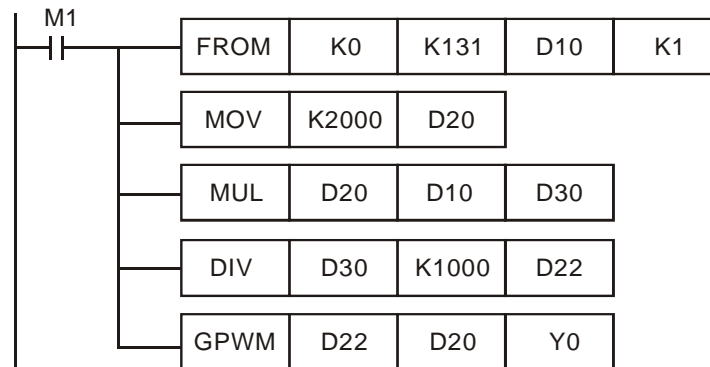 M1
FROM K0 K131 D10 K1
MOV K2000 D20
MUL D20 D10 D30
DIV D30 K1000 D22
GPWM D22 D20 Y0